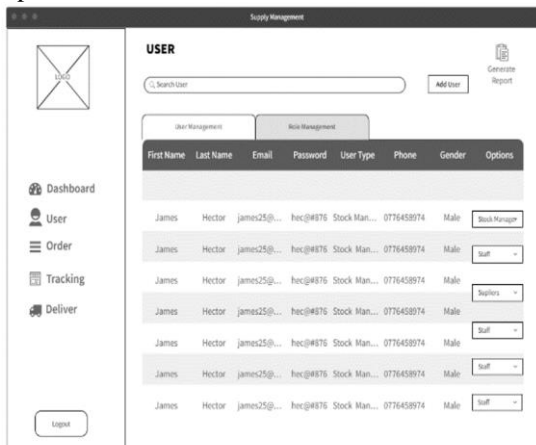 Supply Management
LOGO
USER
Search User
Add User
Generate
Report
User Management
Role Management
First Name Last Name Email Password User Type Phone Gender Options
James Hector james25@... hec@#876 Stock Man... 0776458974 Male Stock Manager
Staff
James Hector james25@... hec@#876 Stock Man... 0776458974 Male
James Hector james25@... hec@#876 Stock Man... 0776458974 Male
Supliers
James Hector james25@... hec@#876 Stock Man... 0776458974 Male
Staff
James Hector james25@... hec@#876 Stock Man... 0776458974 Male
James Hector james25@... hec@#876 Stock Man... 0776458974 Male Staff
James Hector james25@... hec@#876 Stock Man... 0776458974 Male Staff
Dashboard
User
Order
Tracking
Deliver
Logout